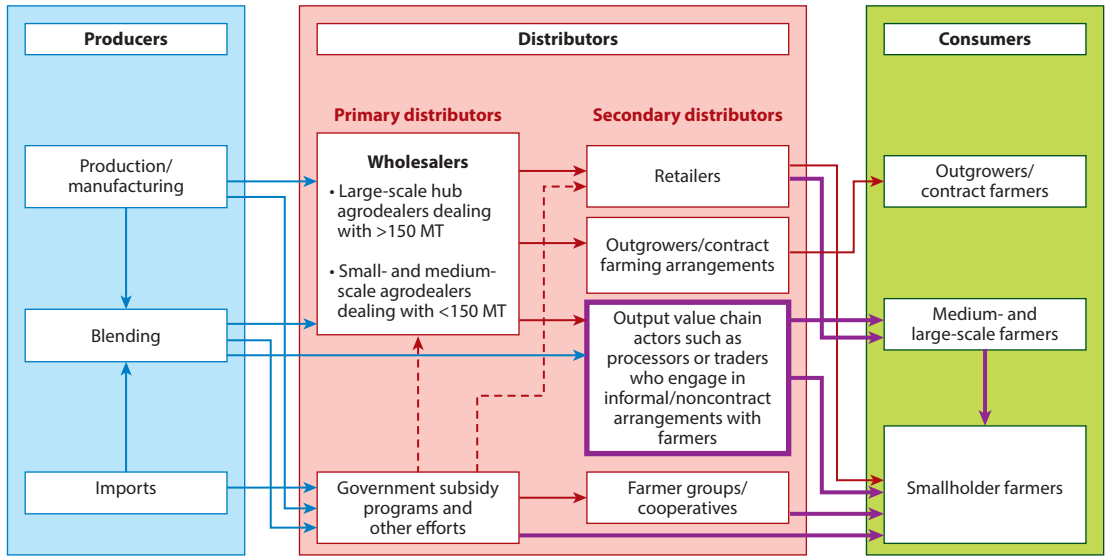 Producers
Production/
manufacturing
Blending
Imports
Distributors
Primary distributors
Wholesalers
• Large-scale hub
agrodealers dealing
with >150 MT
• Small- and medium-
scale agrodealers
dealing with <150 MT
Government subsidy
programs and
other efforts
Secondary distributors
Retailers
Outgrowers/contract
farming arrangements
Output value chain
actors such as
processors or traders
who engage in
informal/noncontract
arrangements with
farmers
Farmer groups/
cooperatives
Consumers
Outgrowers/
contract farmers
Medium- and
large-scale farmers
Smallholder farmers